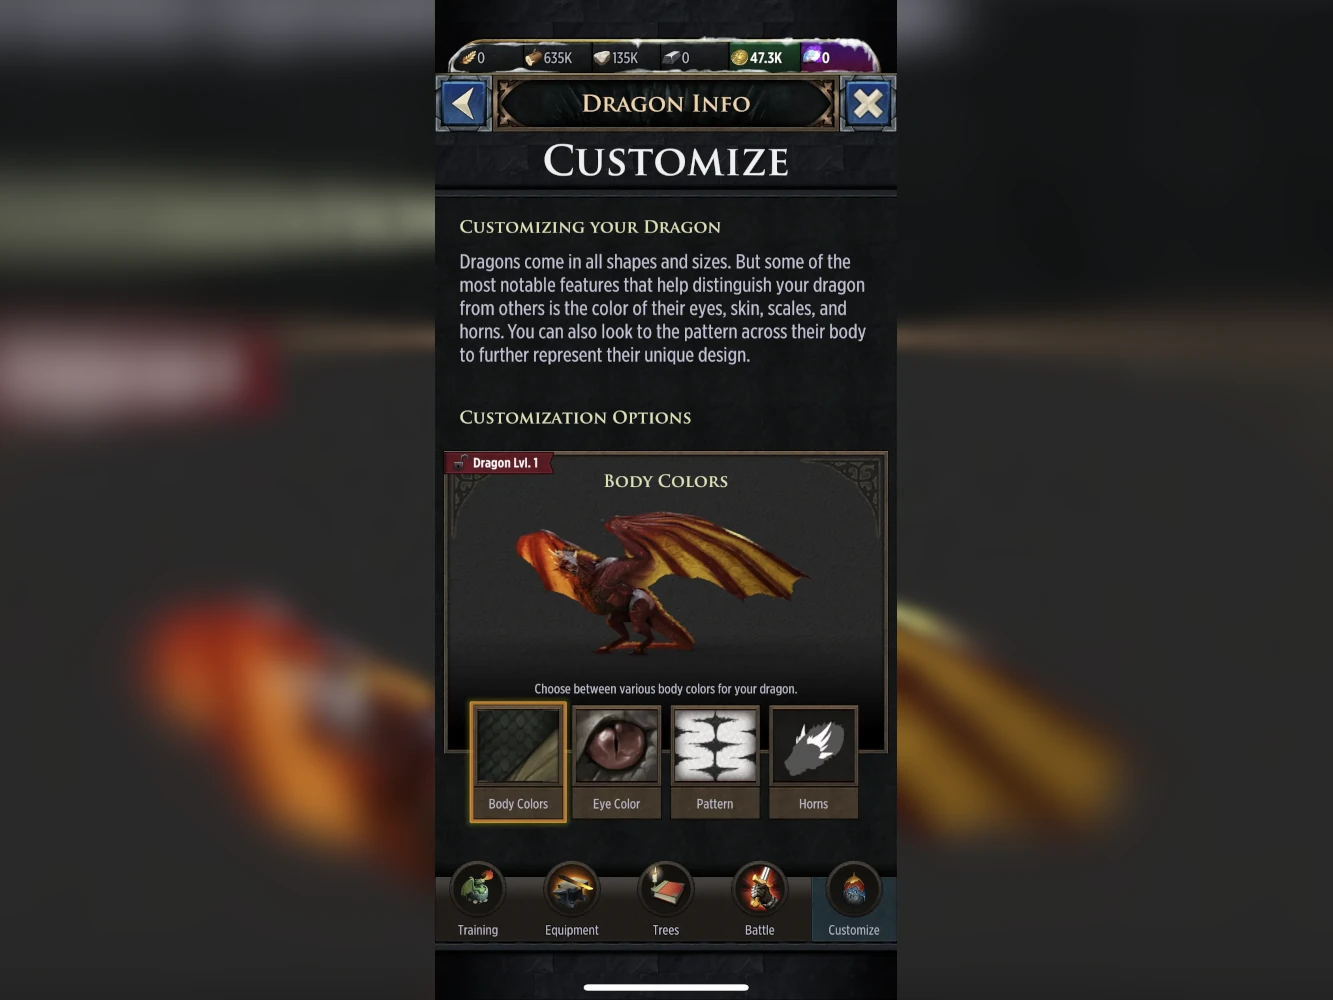 0 635K 135K 0 47.3K 0
Dragon Info
Customize
Customizing your Dragon
Dragons come in all shapes and sizes. But some of the
most notable features that help distinguish your dragon
from others is the color of their eyes, skin, scales, and
horns. You can also look to the pattern across their body
to further represent their unique design.
Customization Options
Dragon Lvl. 1
Body Colors
Choose between various body colors for your dragon.
Body Colors Eye Color Pattern Horns
Training Equipment Trees Battle Customize